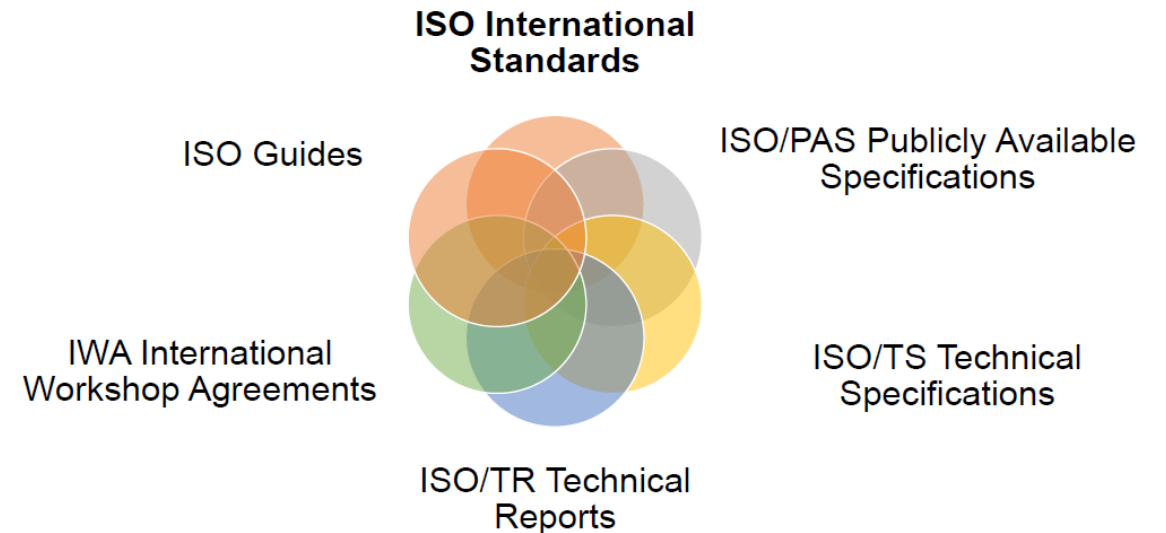 ISO International
Standards
ISO Guides
ISO/PAS Publicly Available
Specifications
IWA International
Workshop Agreements
ISO/TS Technical
Specifications
ISO/TR Technical
Reports